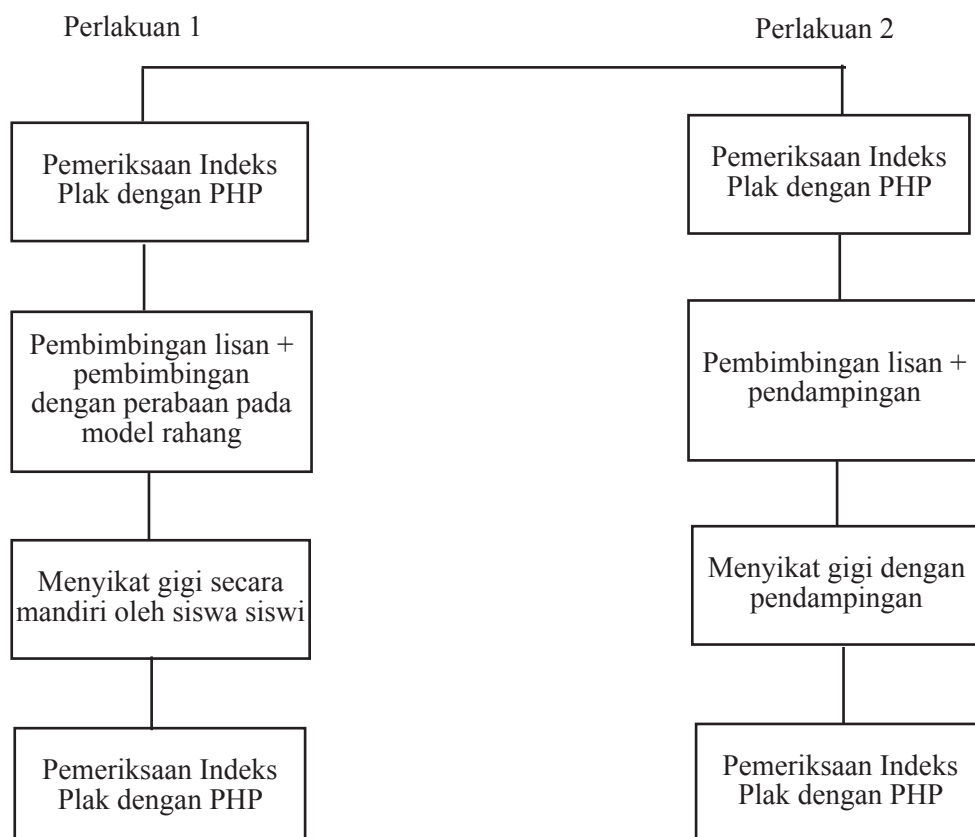 Perlakuan 1
Perlakuan 2
Pemeriksaan Indeks
Plak dengan PHP
Pembimbingan lisan +
pembimbingan
dengan perabaan pada
model rahang
Menyikat gigi secara
mandiri oleh siswa siswi
Pemeriksaan Indeks
Plak dengan PHP
Pemeriksaan Indeks
Plak dengan PHP
Pembimbingan lisan +
pendampingan
Menyikat gigi dengan
pendampingan
Pemeriksaan Indeks
Plak dengan PHP